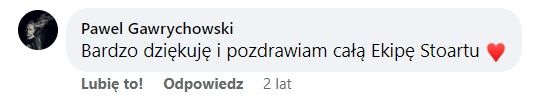 Pawel Gawrychowski
Bardzo dziękuję i pozdrawiam całą Ekipę Stoartu ♥
Lubię to! Odpowiedz 2 lat